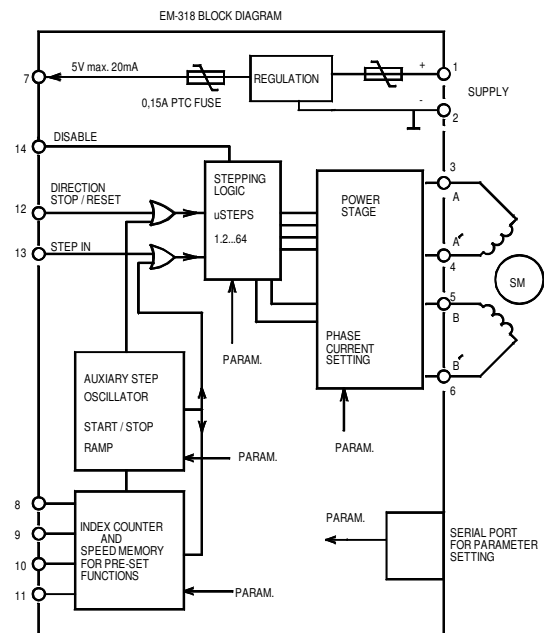 EM-318 BLOCK DIAGRAM
7
5V max. 20mA
0,15A PTC FUSE
REGULATION
+
1
-
2
SUPPLY
14
DISABLE
12
DIRECTION
STOP / RESET
13
STEP IN
STEPPING
LOGIC
uSTEPS
1.2...64
POWER
STAGE
PHASE
CURRENT
SETTING
3
A
A'
4
5
B
B'
6
SM
PARAM.
PARAM.
AUXIARY STEP
OSCILLATOR
START / STOP
RAMP
PARAM.
8
9
10
11
INDEX COUNTER
AND
SPEED MEMORY
FOR PRE-SET
FUNCTIONS
PARAM.
PARAM.
SERIAL PORT
FOR PARAMETER
SETTING